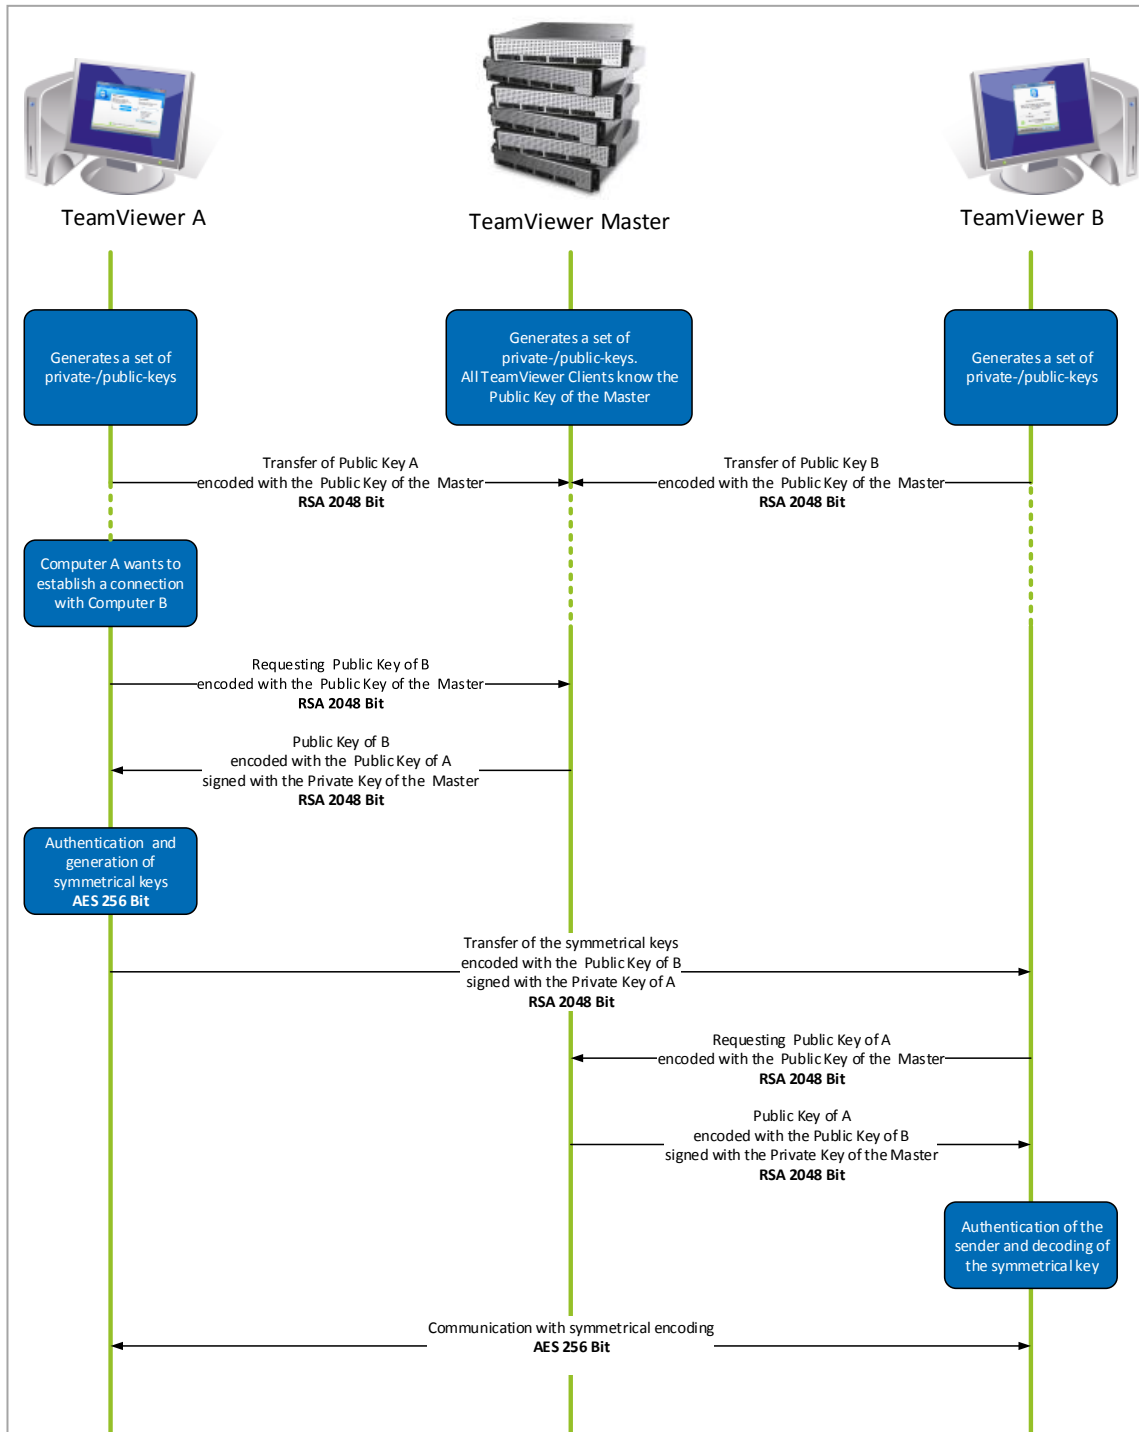 TeamViewer A
TeamViewer Master
TeamViewer B
Generates a set of
private-/public-keys
Generates a set of
private-/public-keys.
All TeamViewer Clients know the
Public Key of the Master
Generates a set of
private-/public-keys
Transfer of Public Key A
encoded with the Public Key of the Master
RSA 2048 Bit
Transfer of Public Key B
encoded with the Public Key of the Master
RSA 2048 Bit
Computer A wants to
establish a connection
with Computer B
Requesting Public Key of B
encoded with the Public Key of the Master
RSA 2048 Bit
Public Key of B
encoded with the Public Key of A
signed with the Private Key of the Master
RSA 2048 Bit
Authentication and
generation of
symmetrical keys
AES 256 Bit
Transfer of the symmetrical keys
encoded with the Public Key of B
signed with the Private Key of A
RSA 2048 Bit
Requesting Public Key of A
encoded with the Public Key of the Master
RSA 2048 Bit
Public Key of A
encoded with the Public Key of B
signed with the Private Key of the Master
RSA 2048 Bit
Authentication of the
sender and decoding of
the symmetrical key
Communication with symmetrical encoding
AES 256 Bit